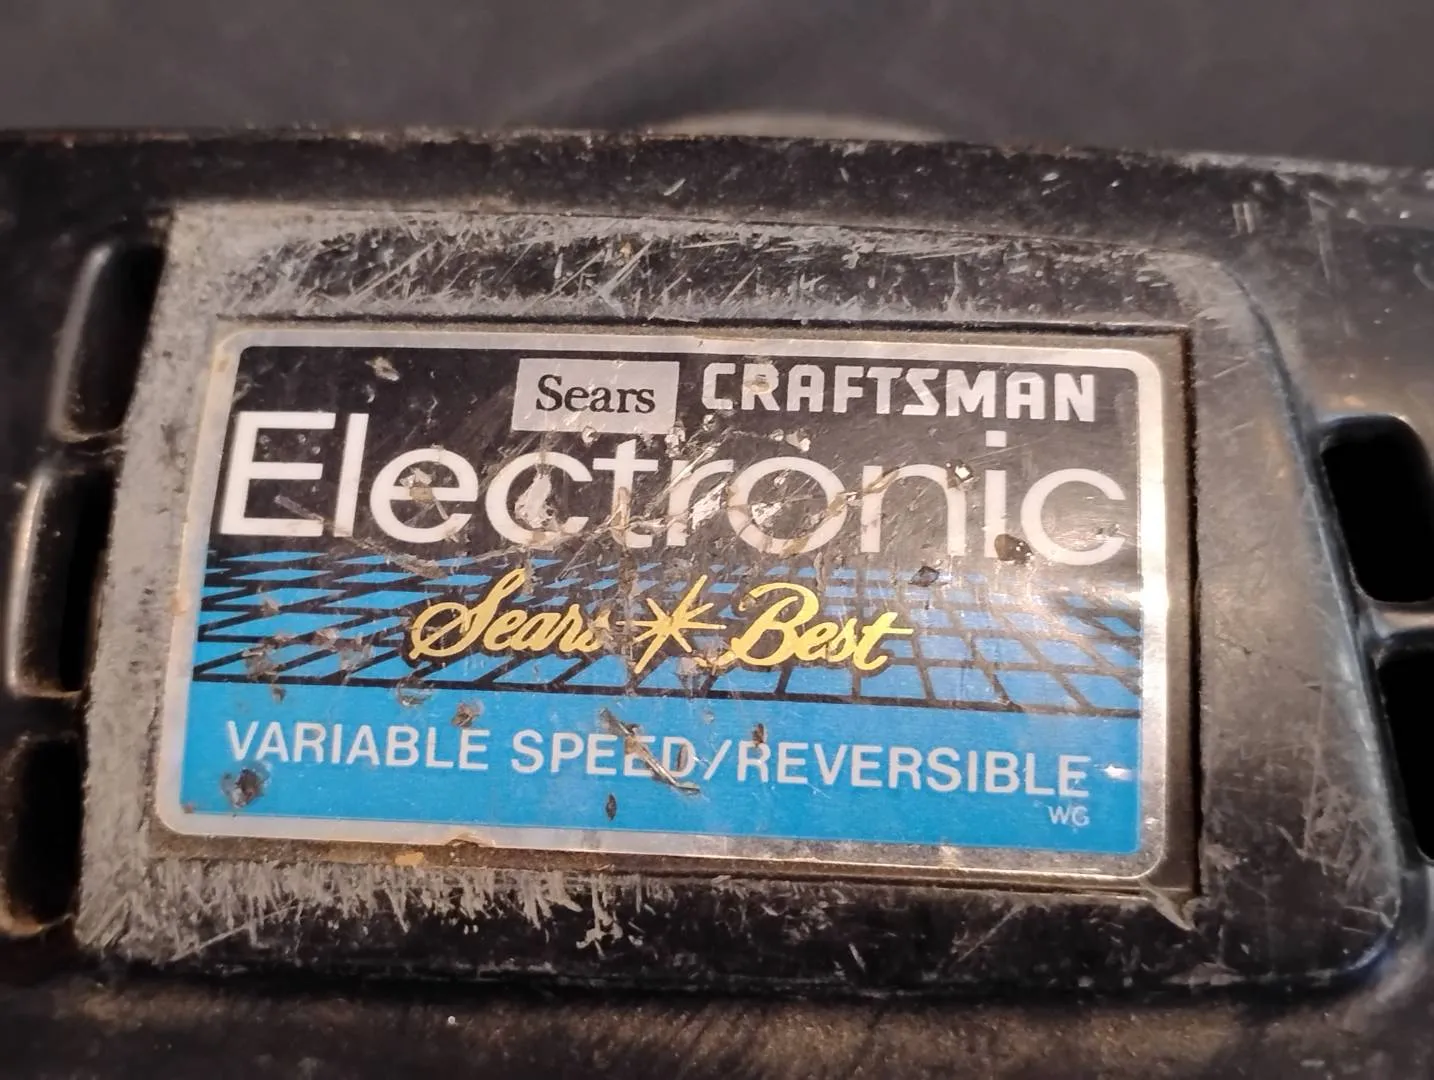 Sears CRAFTSMAN
Electronic
Sears Best
VARIABLE SPEED/REVERSIBLE
WG